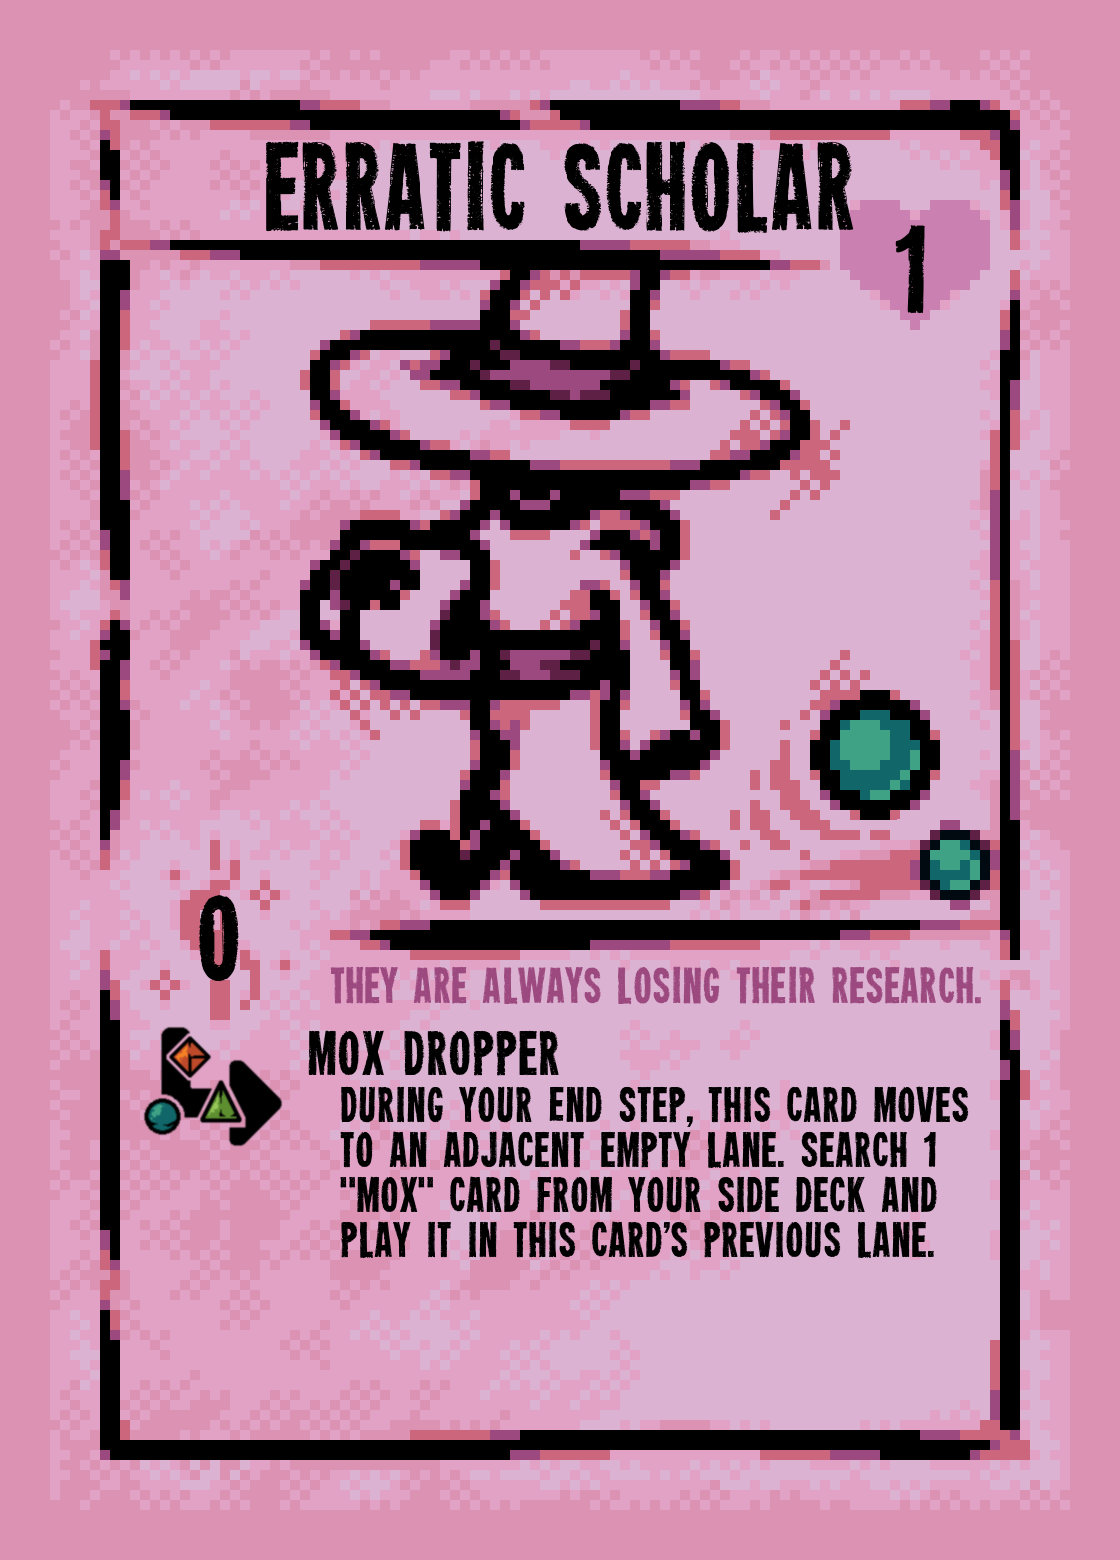 ERRATIC SCHOLAR
1
0
THEY ARE ALWAYS LOSING THEIR RESEARCH.
MOX DROPPER
DURING YOUR END STEP, THIS CARD MOVES
TO AN ADJACENT EMPTY LANE. SEARCH 1
"MOX" CARD FROM YOUR SIDE DECK AND
PLAY IT IN THIS CARD'S PREVIOUS LANE.